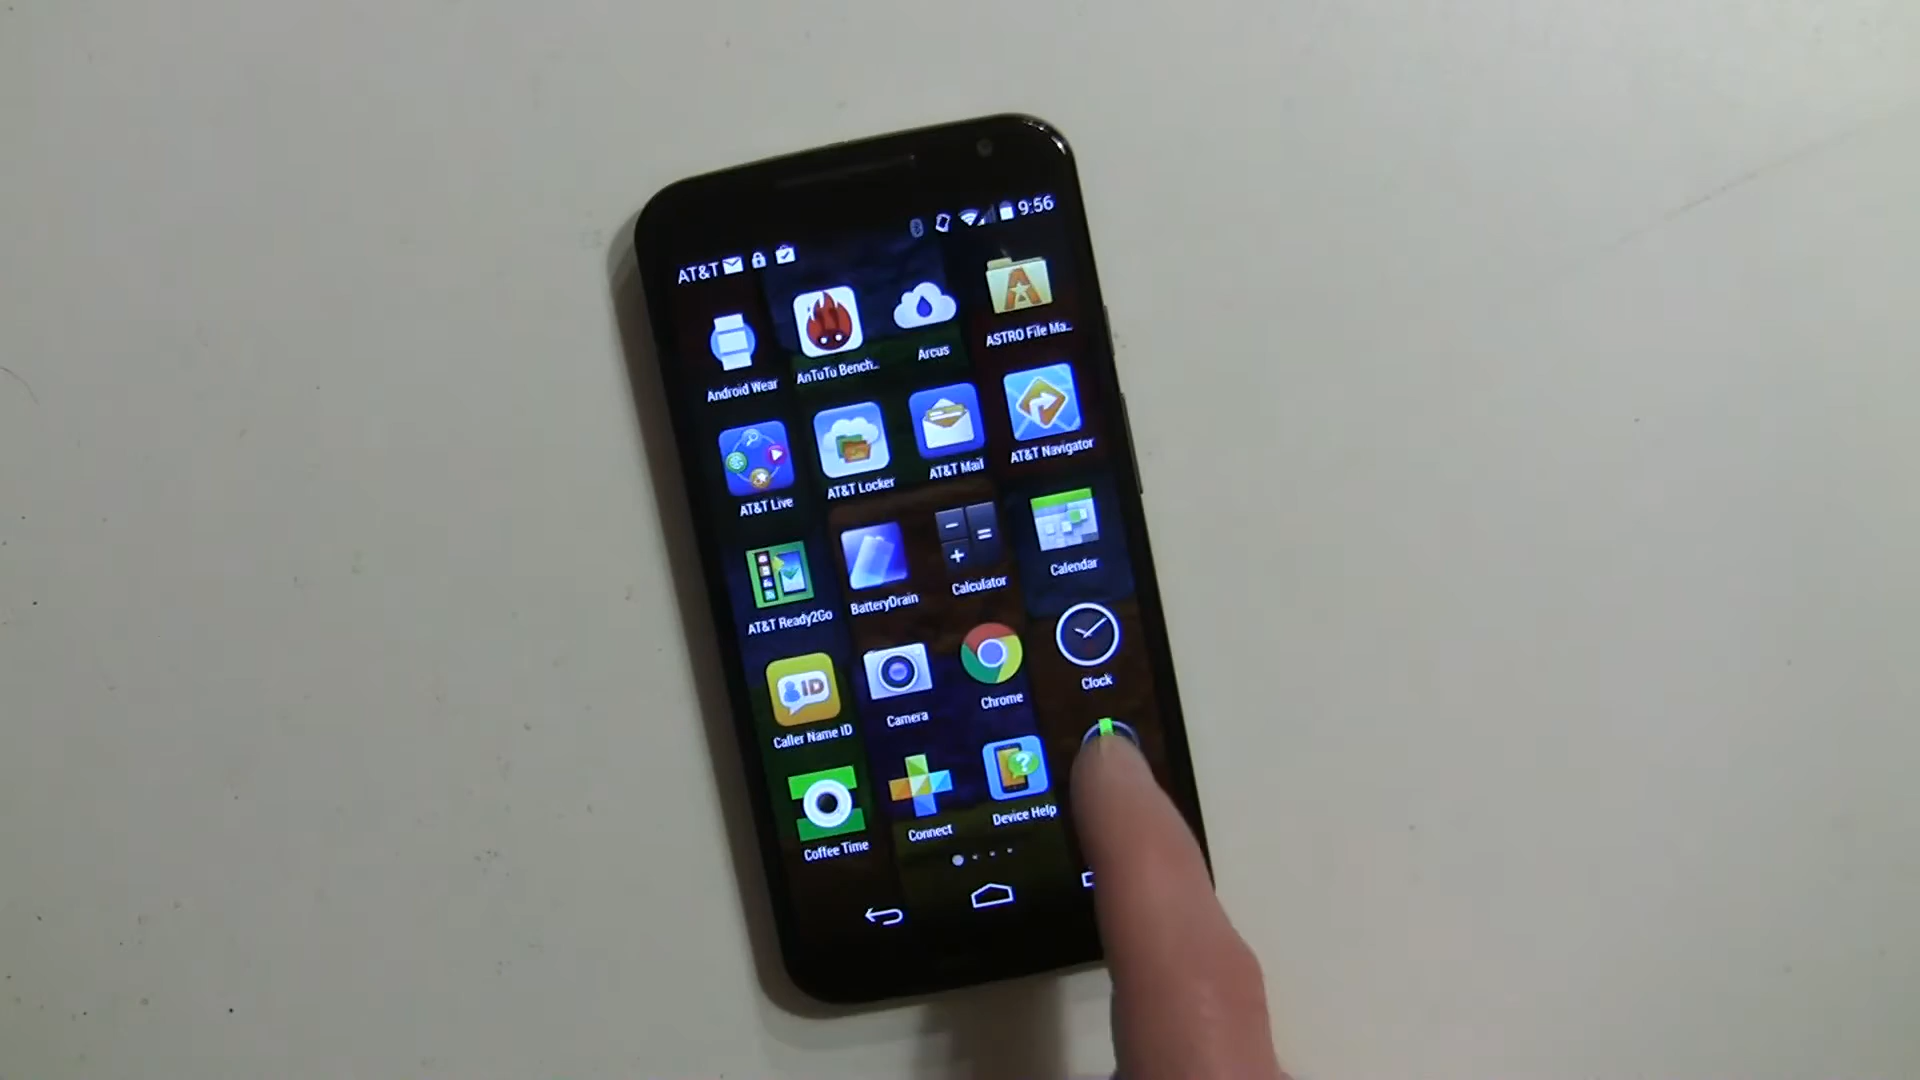 AT&T 9:56
Android Wear AnTuTu Bench.. Arcus ASTRO File Ma..
AT&T Live AT&T Locker AT&T Mail AT&T Navigator
AT&T Ready2Go BatteryDrain Calculator Calendar
ID
Caller Name ID Camera Chrome Clock
Coffee Time Connect Device Help